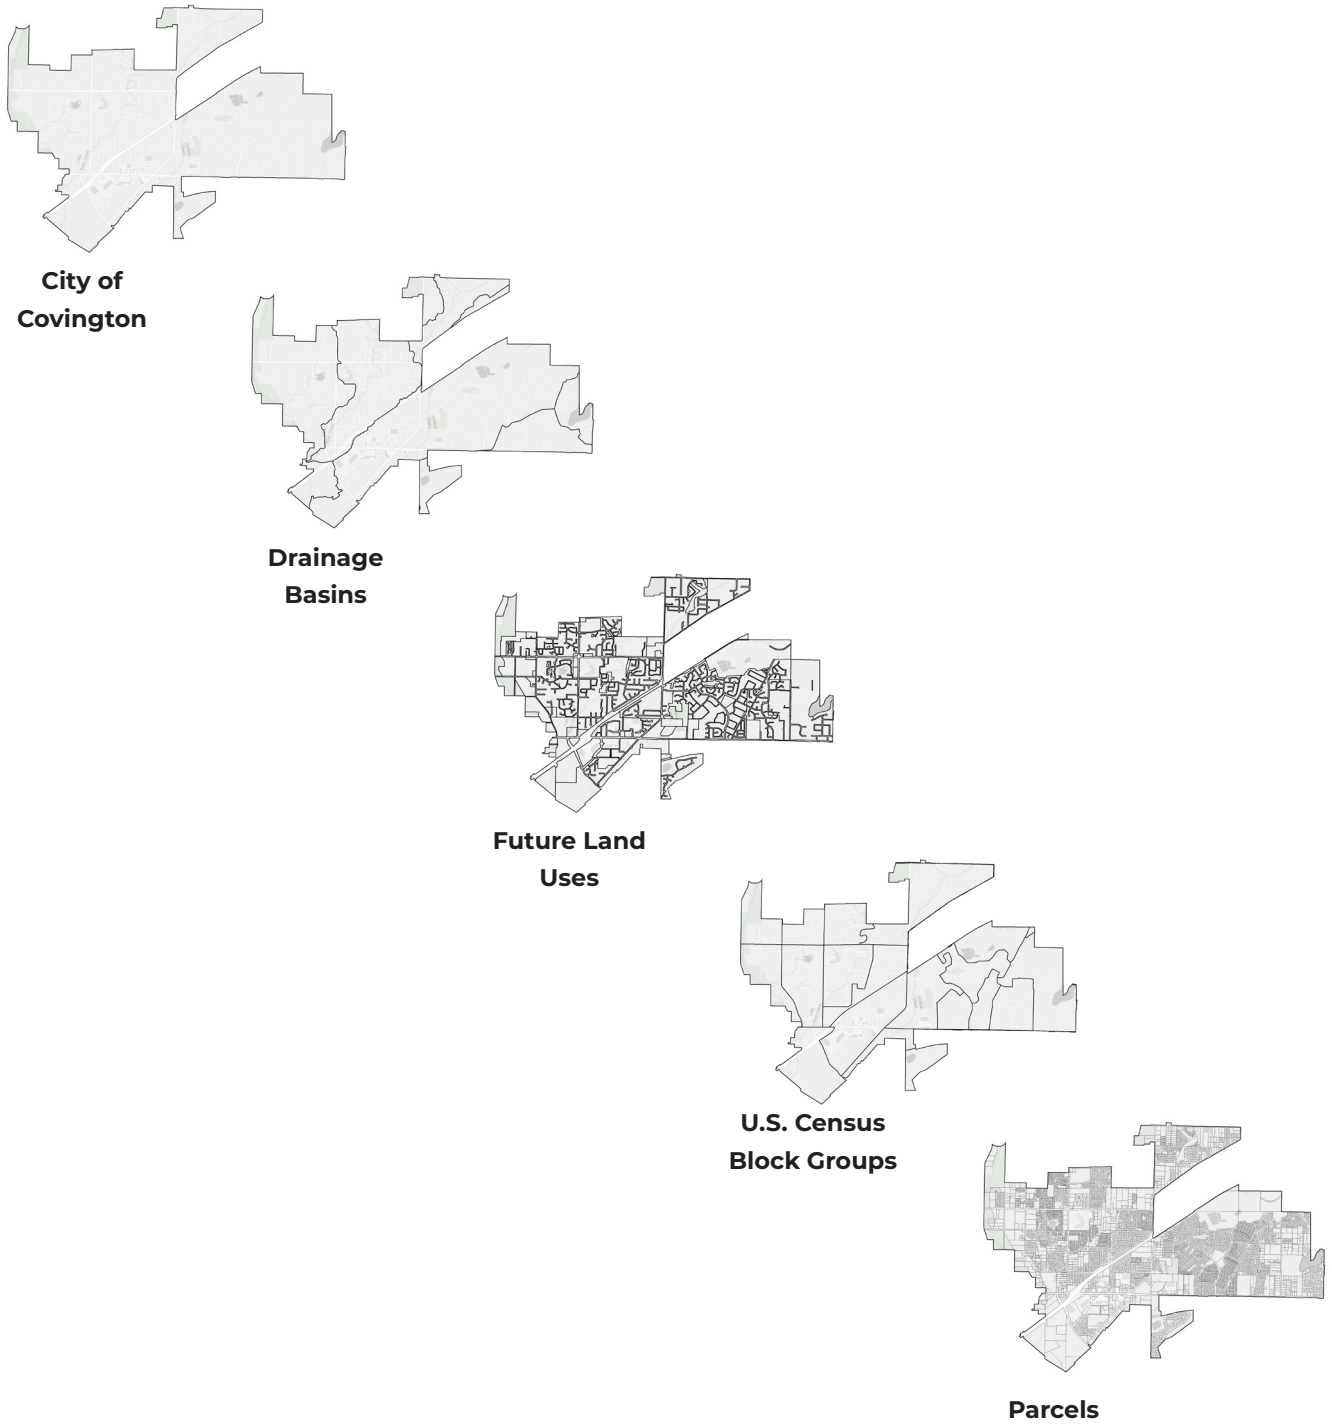 City of
Covington
Drainage
Basins
Future Land
Uses
U.S. Census
Block Groups
Parcels